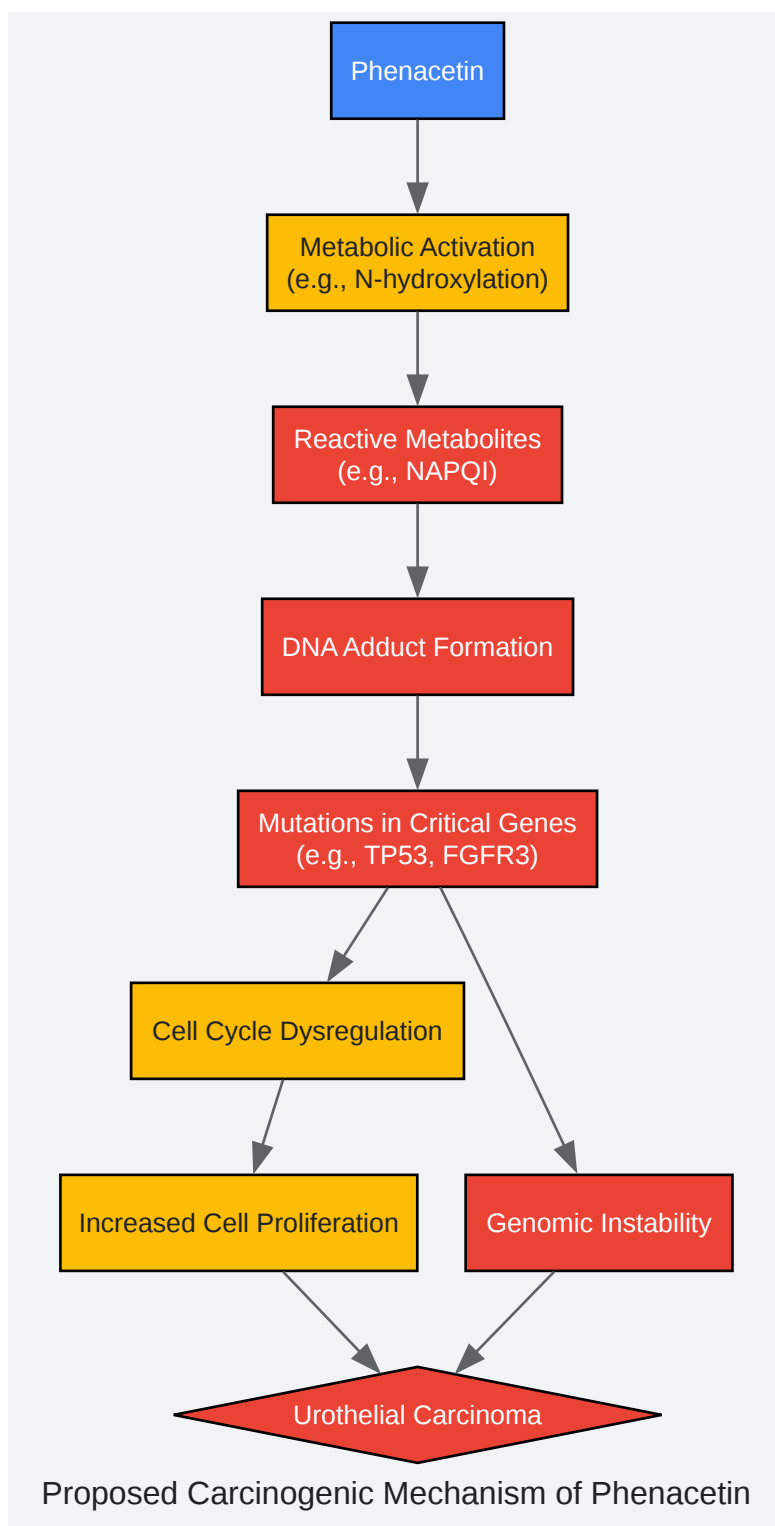 Phenacetin
Metabolic Activation
(e.g., N-hydroxylation)
Reactive Metabolites
(e.g., NAPQI)
DNA Adduct Formation
Mutations in Critical Genes
(e.g., TP53, FGFR3)
Cell Cycle Dysregulation
Increased Cell Proliferation
Genomic Instability
Urothelial Carcinoma
Proposed Carcinogenic Mechanism of Phenacetin